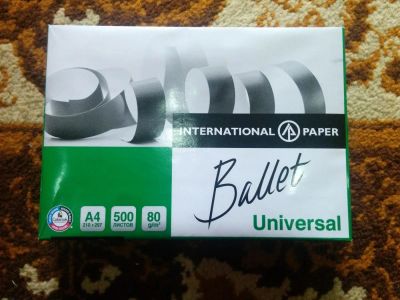 INTERNATIONAL PAPER
Ballet
Universal
A4
210 x 297
500
ЛИСТОВ
80
g/m²